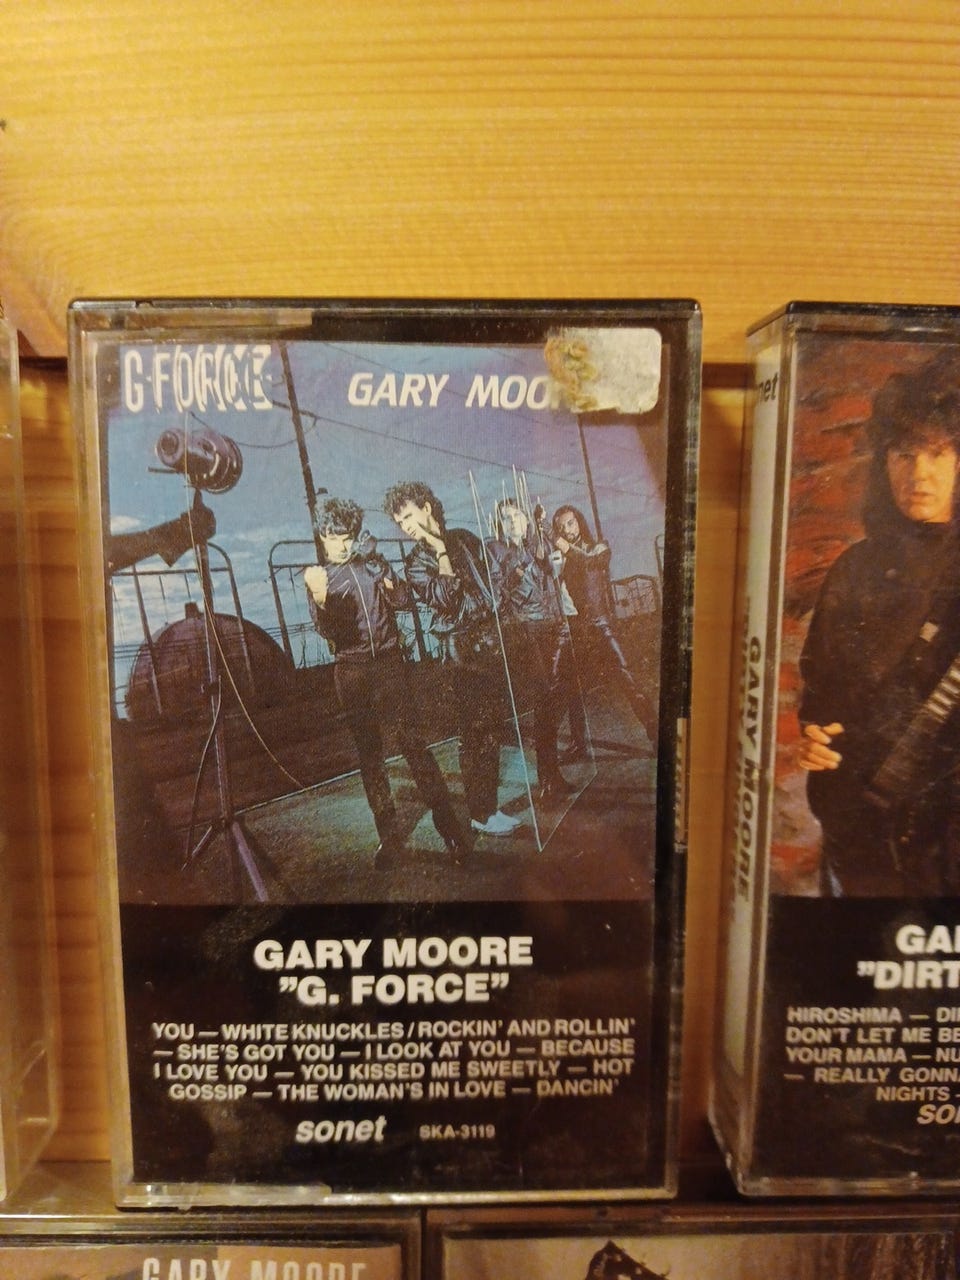 G·FORCE
GARY MOO
GARY MOORE
"G. FORCE"
YOU — WHITE KNUCKLES / ROCKIN' AND ROLLIN'
— SHE'S GOT YOU — I LOOK AT YOU — BECAUSE
I LOVE YOU — YOU KISSED ME SWEETLY — HOT
GOSSIP — THE WOMAN'S IN LOVE — DANCIN'
sonet SKA-3119
net
GARY MOORE
GA
"DIRT
HIROSHIMA — DI
DON'T LET ME BE
YOUR MAMA — NU
— REALLY GONN
NIGHTS —
so
GARY MOORE